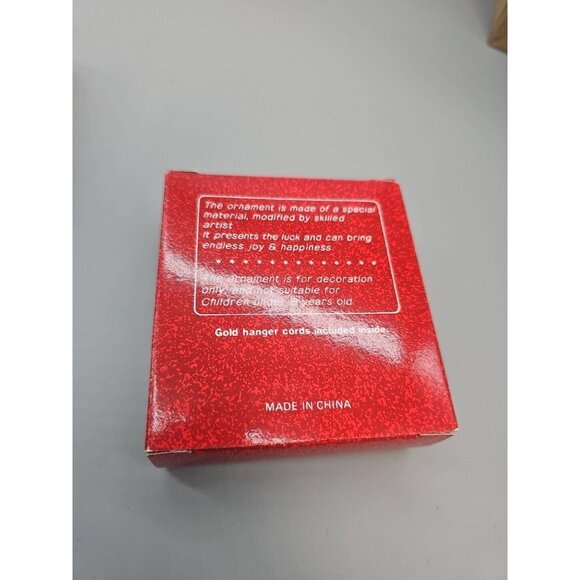 The ornament is made of a special
material, modified by skilled
artist
It presents the luck and can bring
endless joy & happiness.
* * * * * * * * * * * * *
The ornament is for decoration
only, and not suitable for
Children under years old.
Gold hanger cords included inside.
MADE IN CHINA